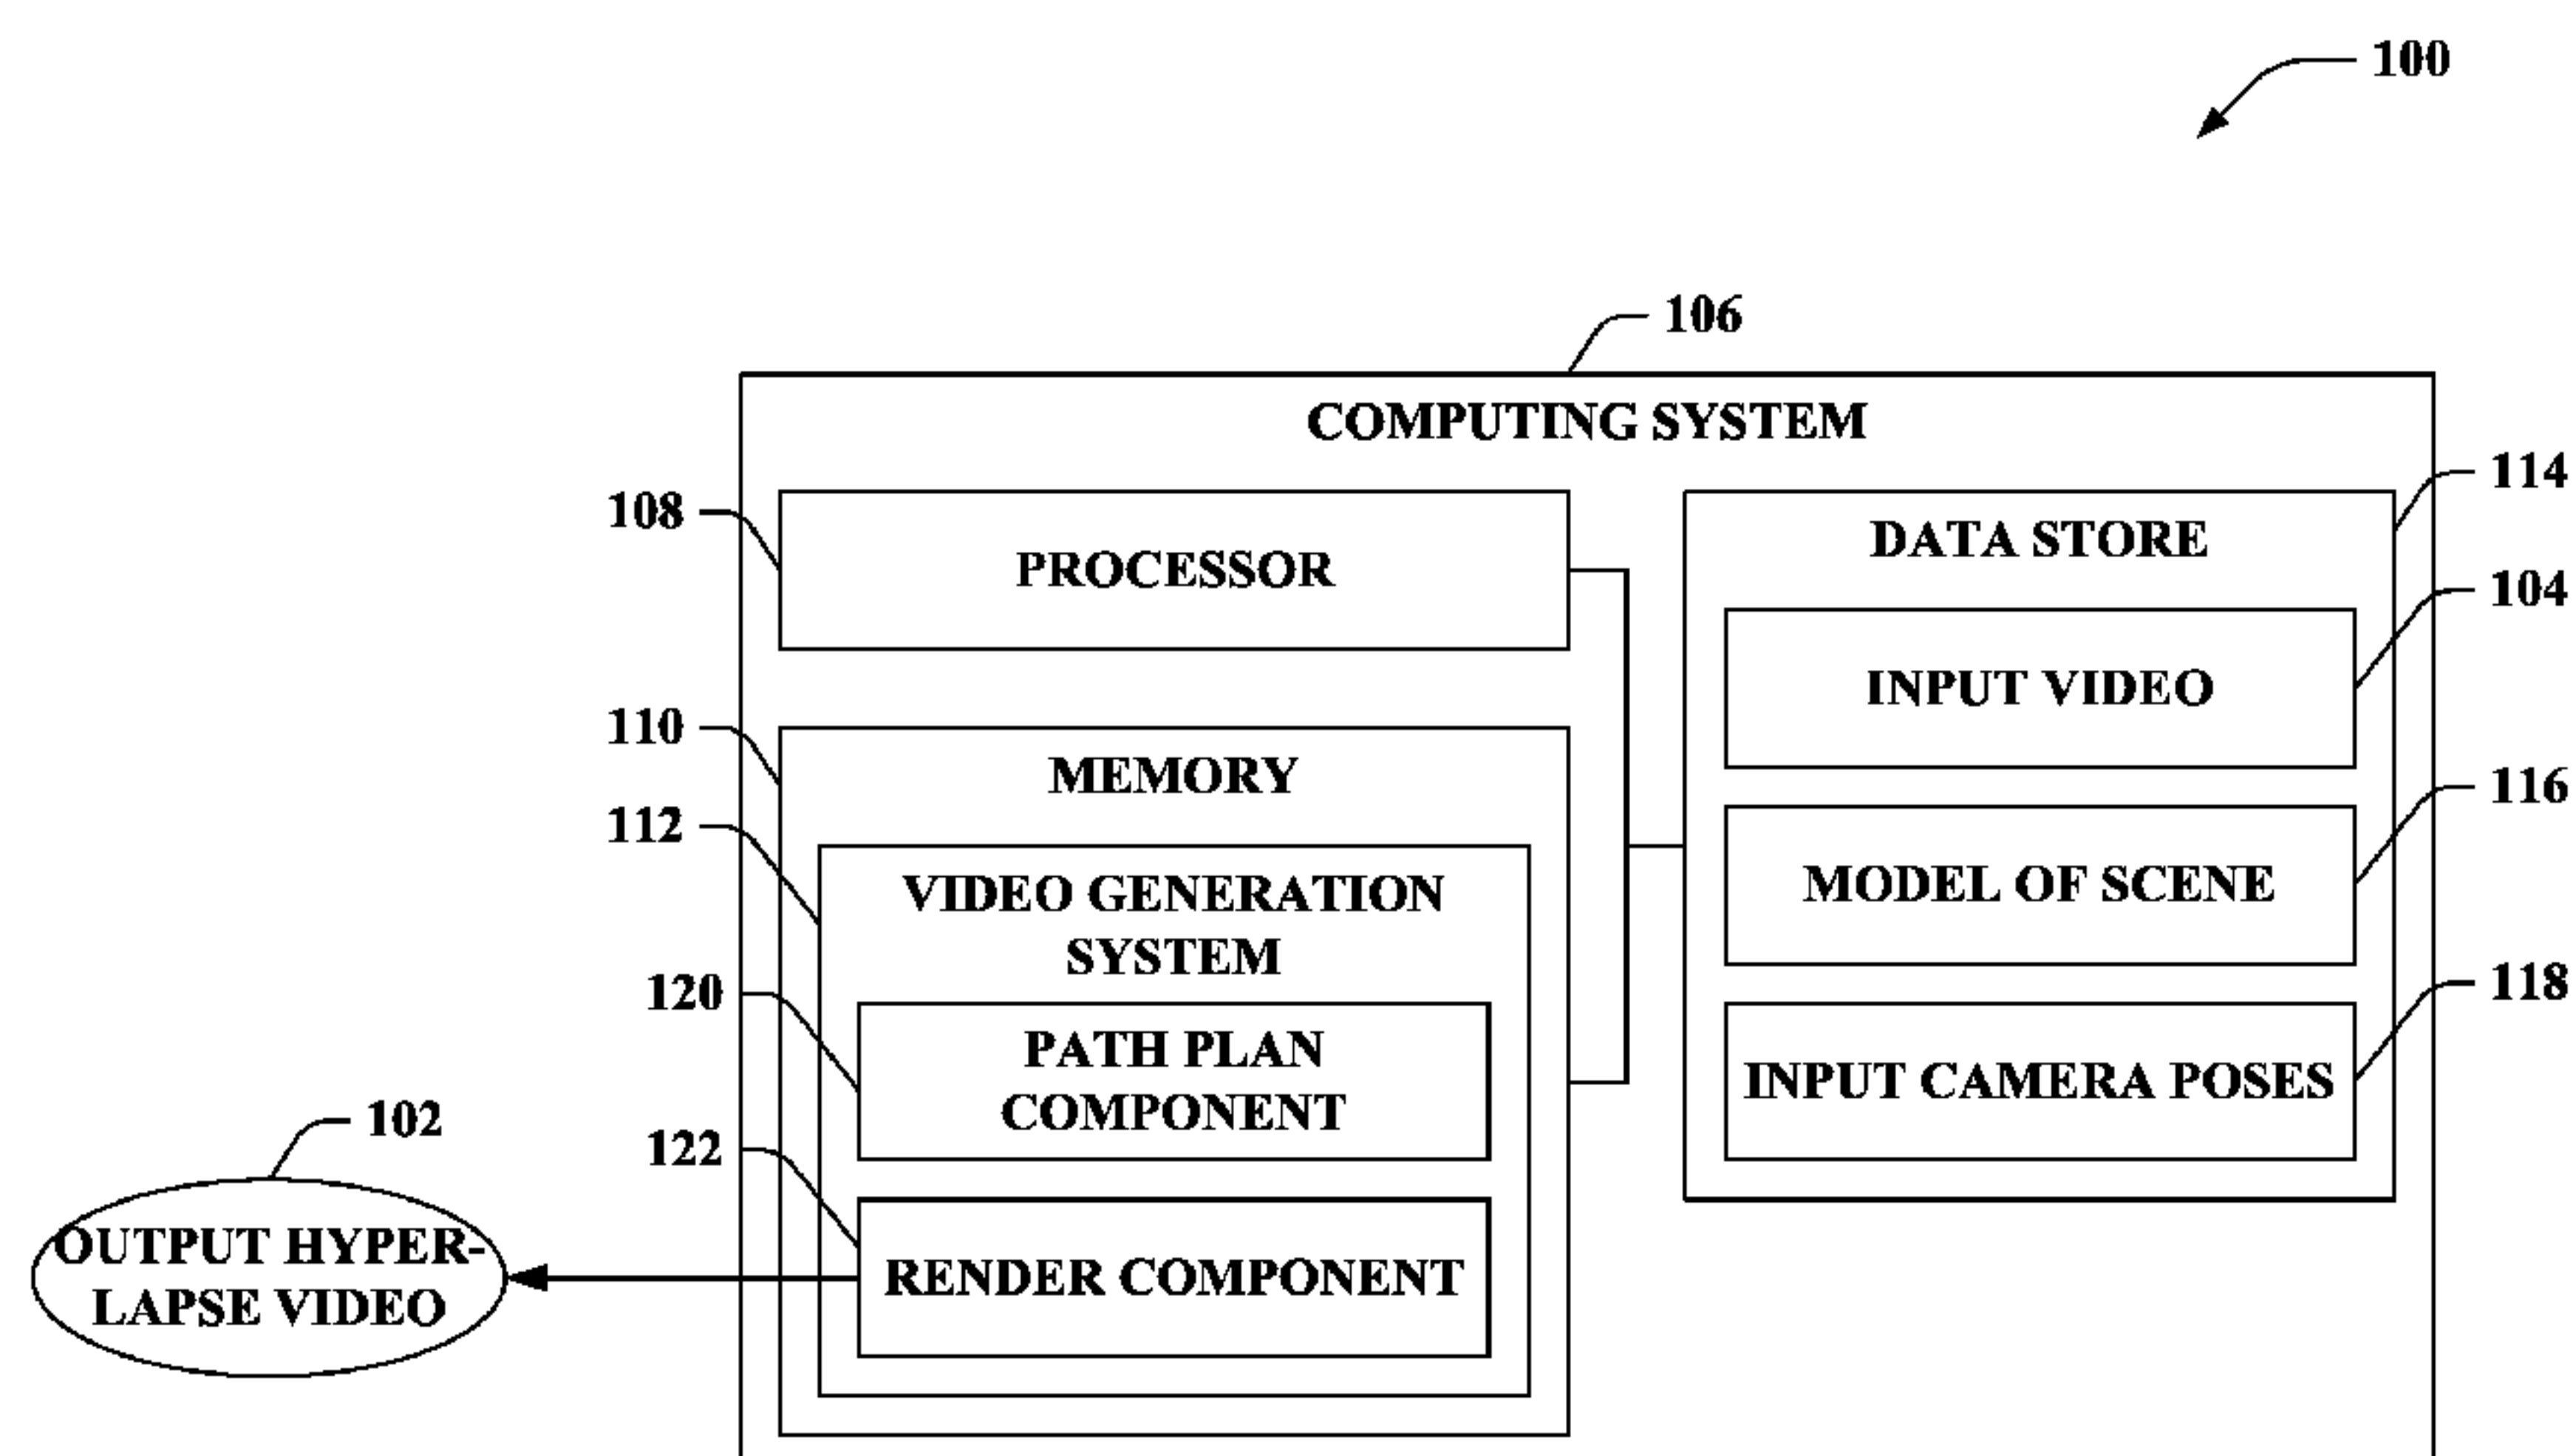 100
106
COMPUTING SYSTEM
114
108
PROCESSOR
DATA STORE
104
INPUT VIDEO
110
MEMORY
116
112
MODEL OF SCENE
VIDEO GENERATION
SYSTEM
120
118
PATH PLAN
COMPONENT
INPUT CAMERA POSES
102
122
OUTPUT HYPER-
LAPSE VIDEO
RENDER COMPONENT